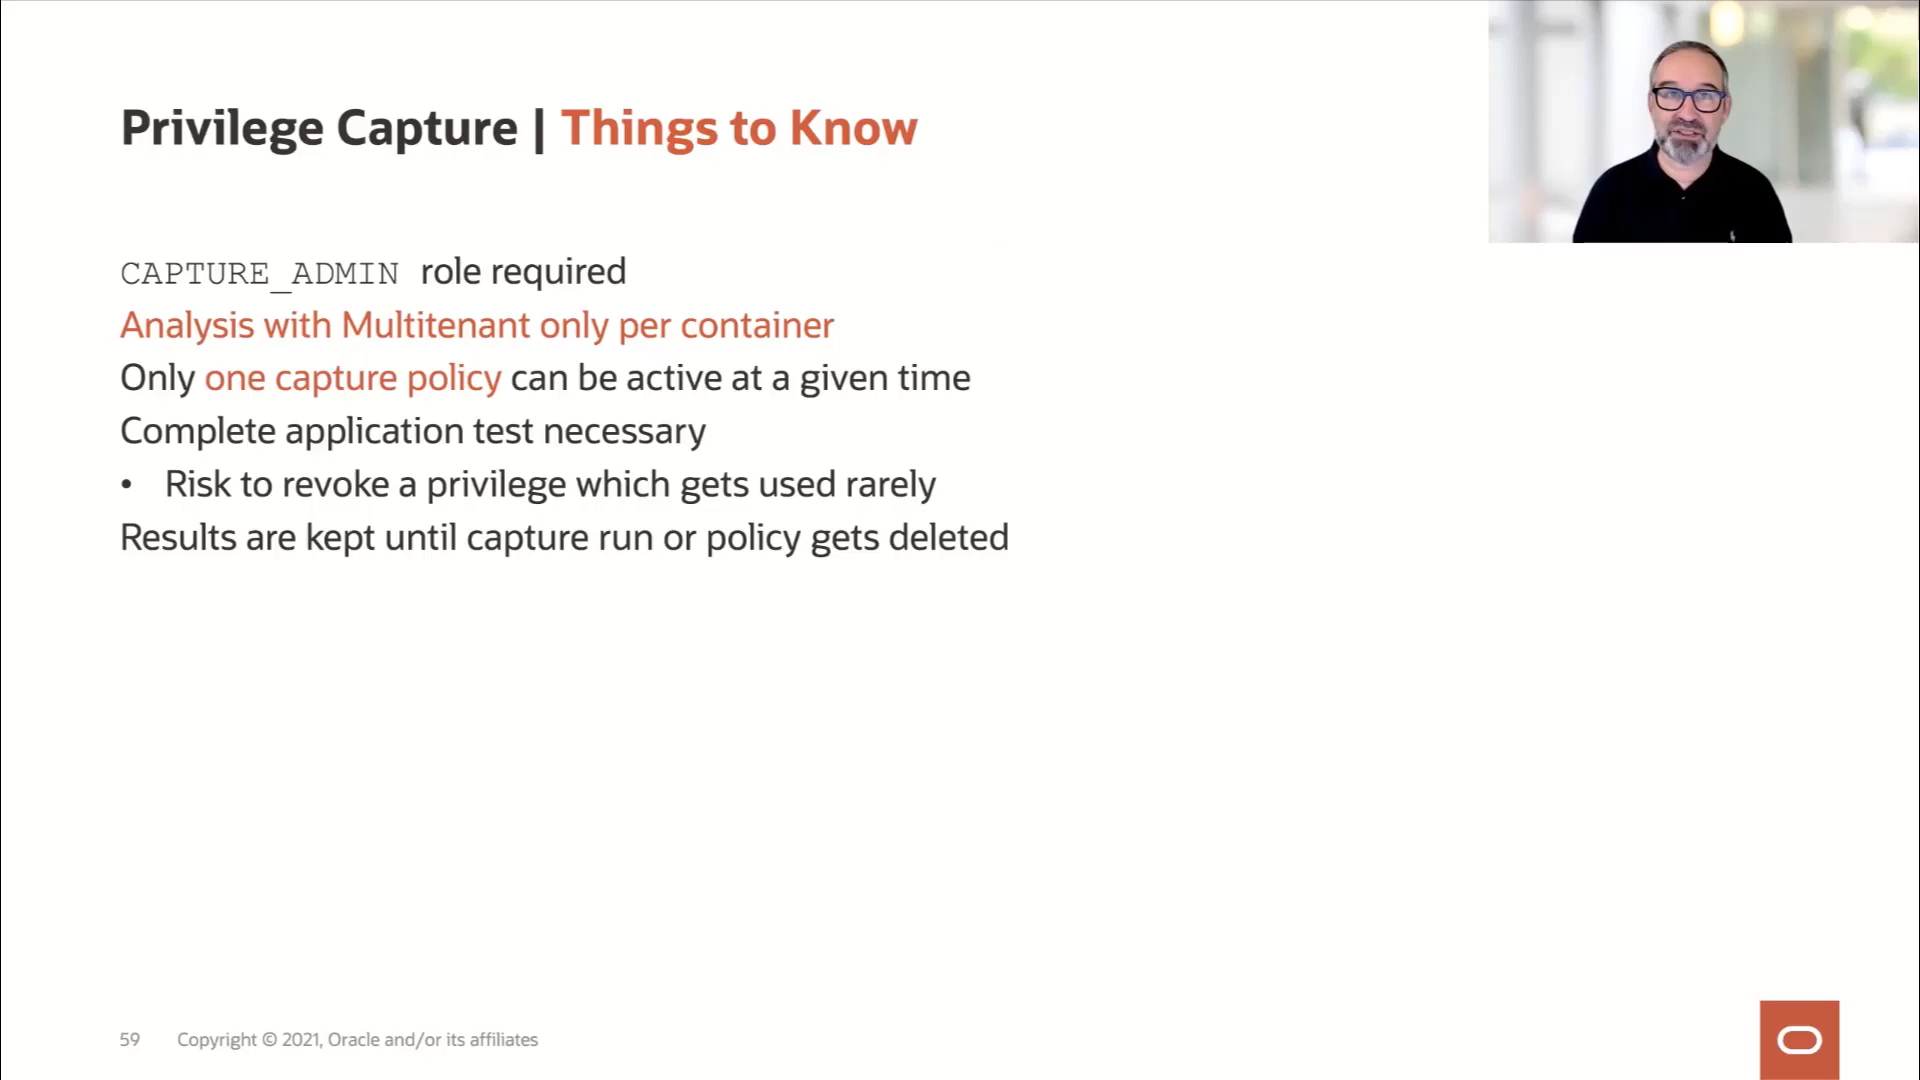 Privilege Capture | Things to Know
CAPTURE_ADMIN role required
Analysis with Multitenant only per container
Only one capture policy can be active at a given time
Complete application test necessary
• Risk to revoke a privilege which gets used rarely
Results are kept until capture run or policy gets deleted
59 Copyright © 2021, Oracle and/or its affiliates